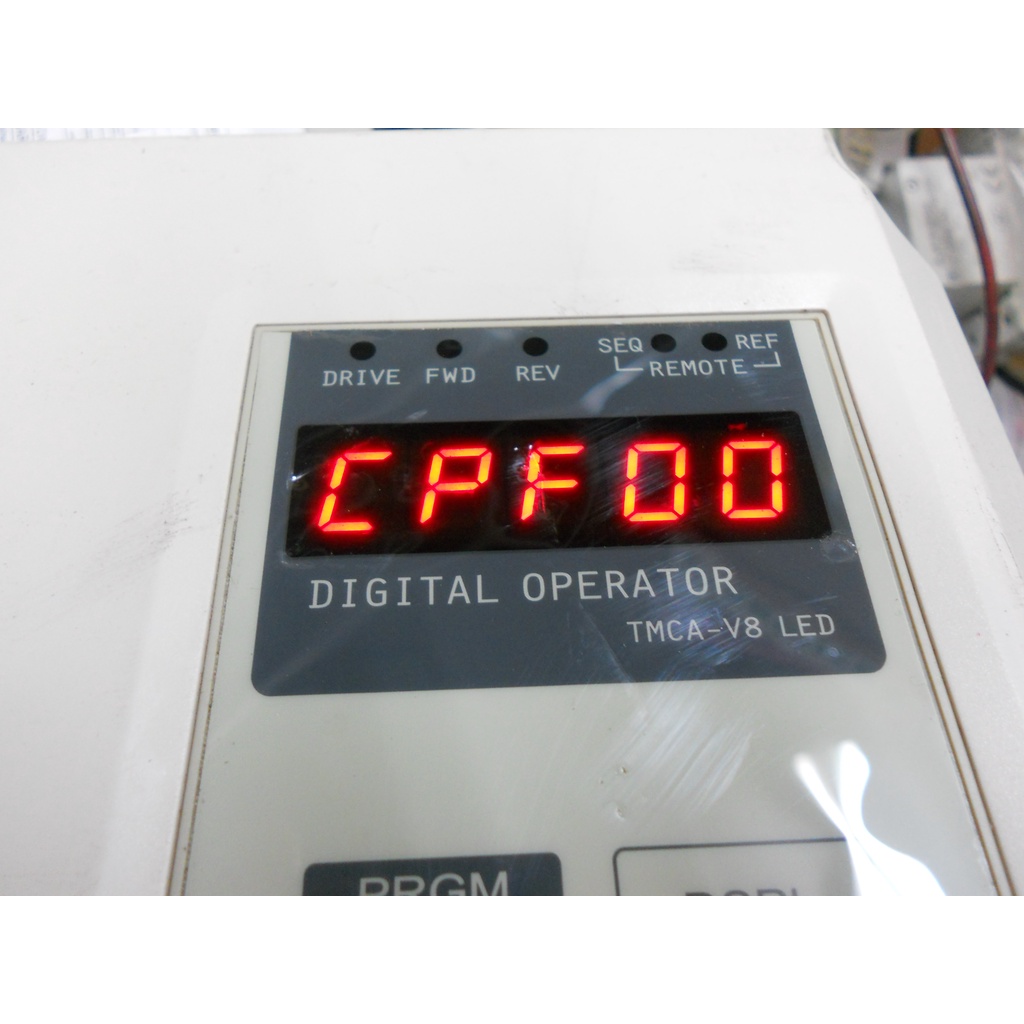 DRIVE FWD REV SEQ REF
REMOTE
CPF00
DIGITAL OPERATOR
TMCA-V8 LED
PRGM